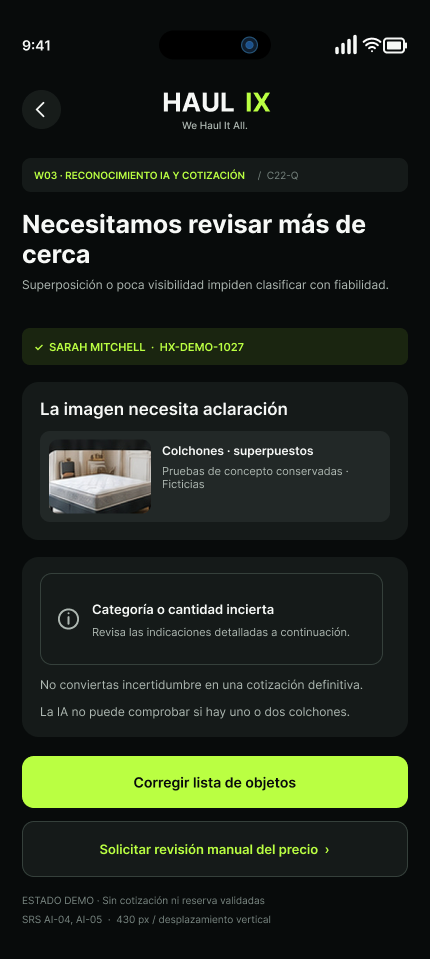 9:41
HAUL IX
We Haul It All.
W03 · RECONOCIMIENTO IA Y COTIZACIÓN / C22-Q
Necesitamos revisar más de
cerca
Superposición o poca visibilidad impiden clasificar con fiabilidad.
✓ SARAH MITCHELL · HX-DEMO-1027
La imagen necesita aclaración
Colchones · superpuestos
Pruebas de concepto conservadas ·
Ficticias
Categoría o cantidad incierta
Revisa las indicaciones detalladas a continuación.
No conviertas incertidumbre en una cotización definitiva.
La IA no puede comprobar si hay uno o dos colchones.
Corregir lista de objetos
Solicitar revisión manual del precio ›
ESTADO DEMO · Sin cotización ni reserva validadas
SRS AI-04, AI-05 · 430 px / desplazamiento vertical